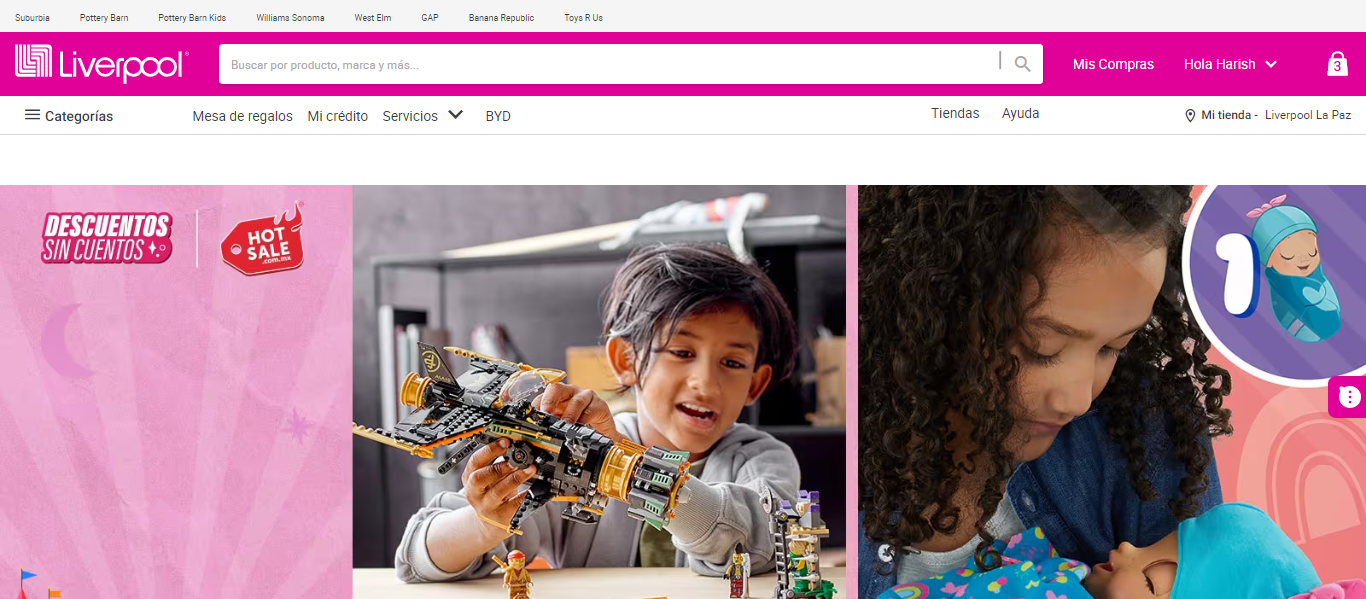 Suburbia Pottery Barn Pottery Barn Kids Williams Sonoma West Elm GAP Banana Republic Toys R Us
Liverpool
Buscar por producto, marca y más...
Mis Compras
Hola Harish
3
Categorías
Mesa de regalos Mi crédito Servicios BYD
Tiendas Ayuda
Mi tienda - Liverpool La Paz
DESCUENTOS
SIN CUENTOS
HOT
SALE
.com.mx
1